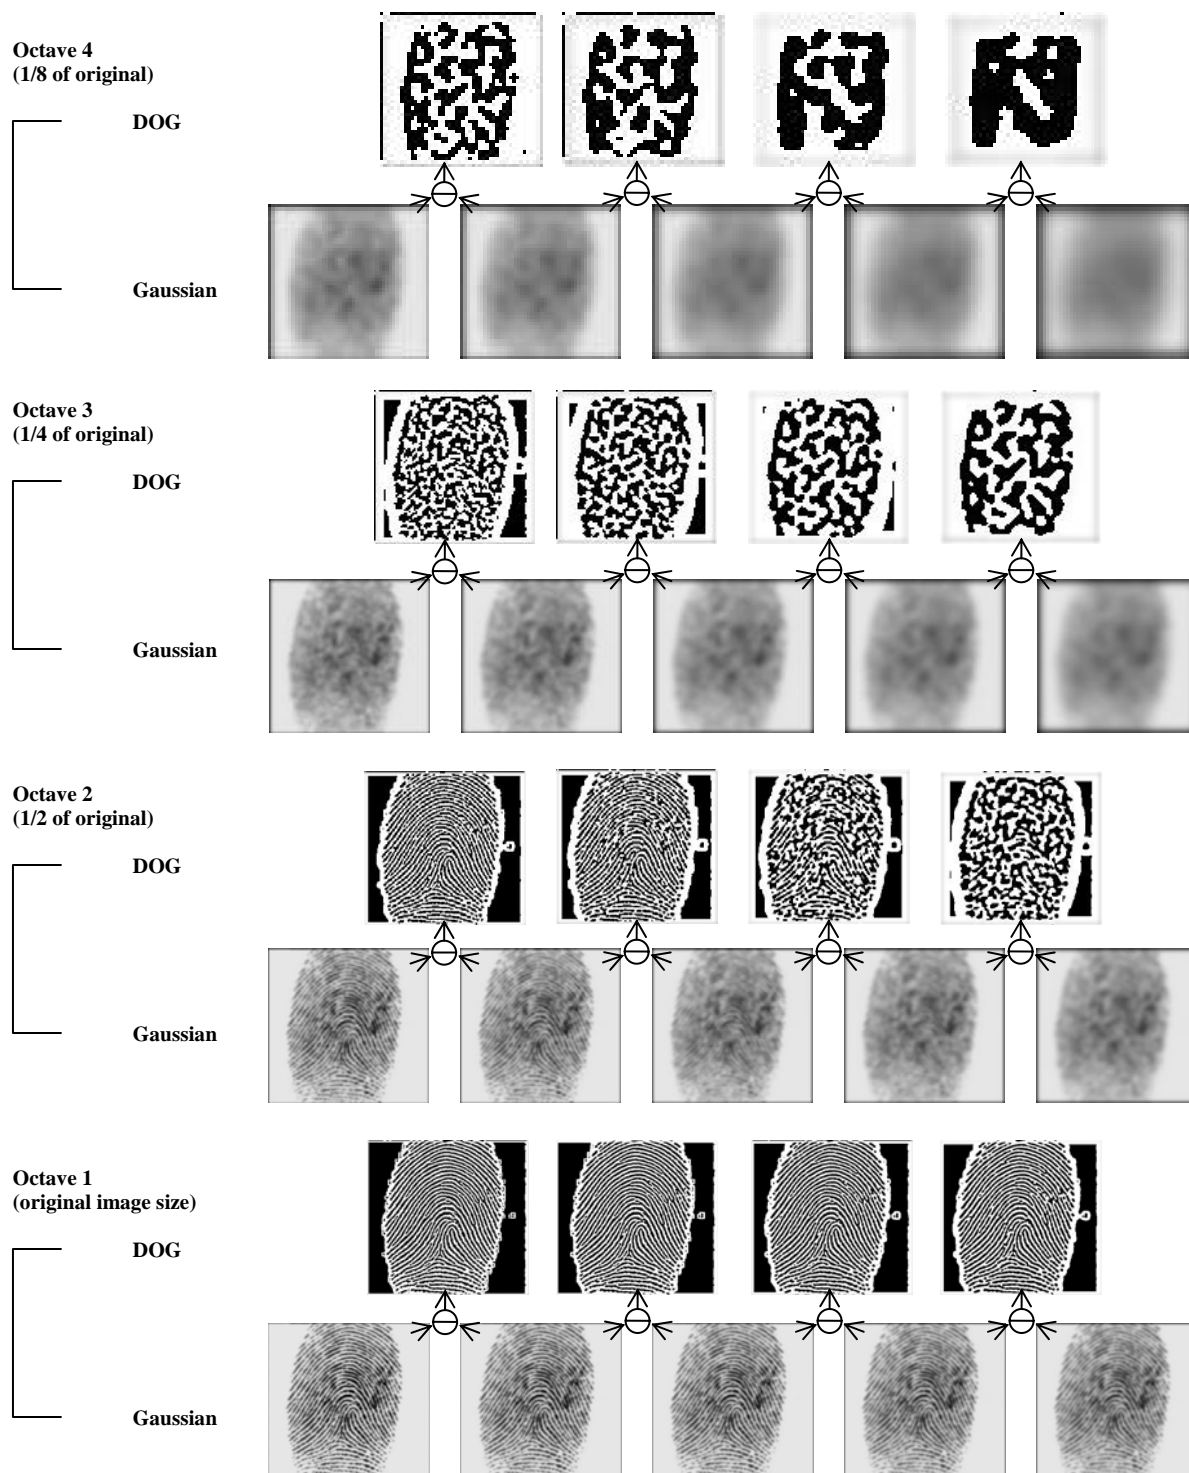 Octave 4
(1/8 of original)
DOG
Gaussian
Octave 3
(1/4 of original)
DOG
Gaussian
Octave 2
(1/2 of original)
DOG
Gaussian
Octave 1
(original image size)
DOG
Gaussian